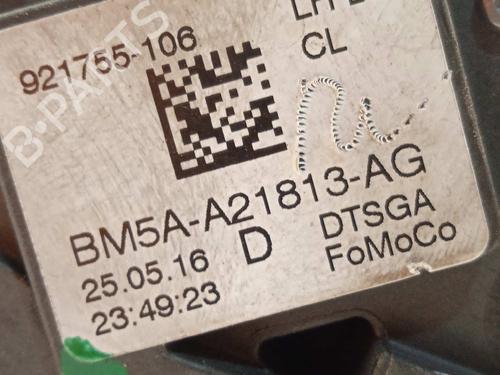 921755-106
CL
BM5A-A21813-AG
25.05.16
D
DTSGA
23:49:23
FoMoCo
B-PARTS